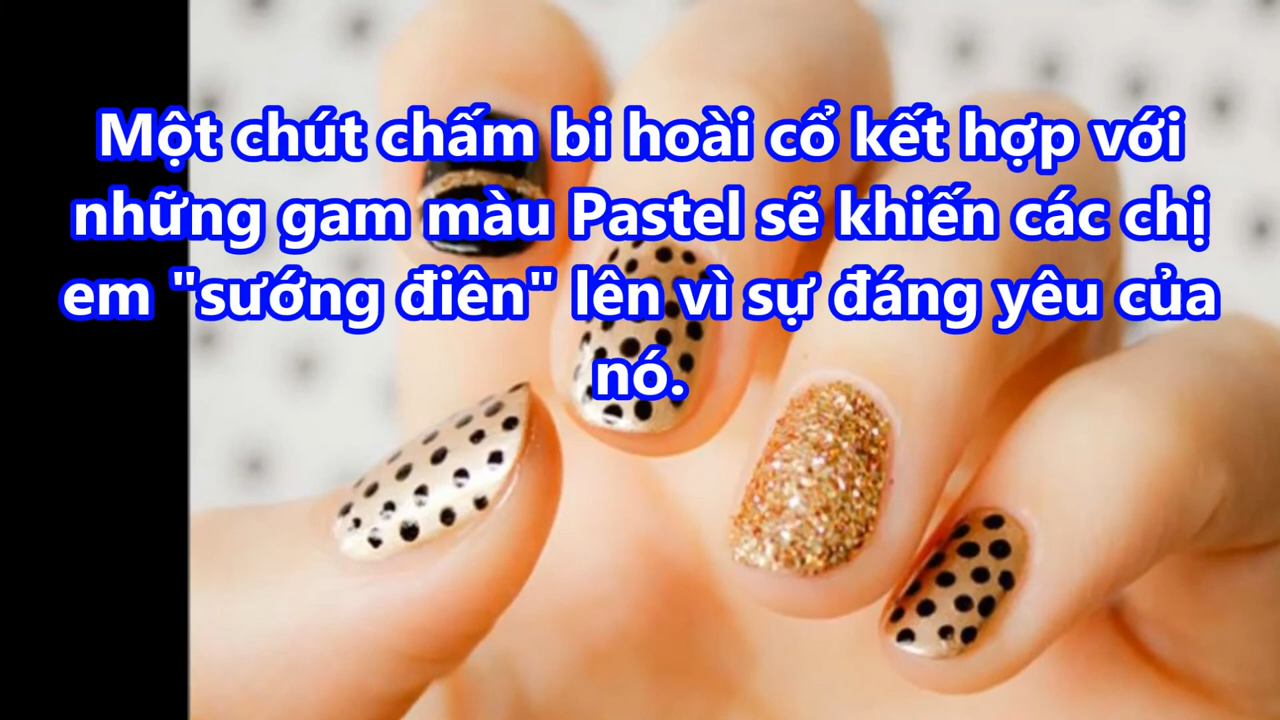 Một chút chấm bi hoài cổ kết hợp với
những gam màu Pastel sẽ khiến các chị
em "sướng điên" lên vì sự đáng yêu của
nó.